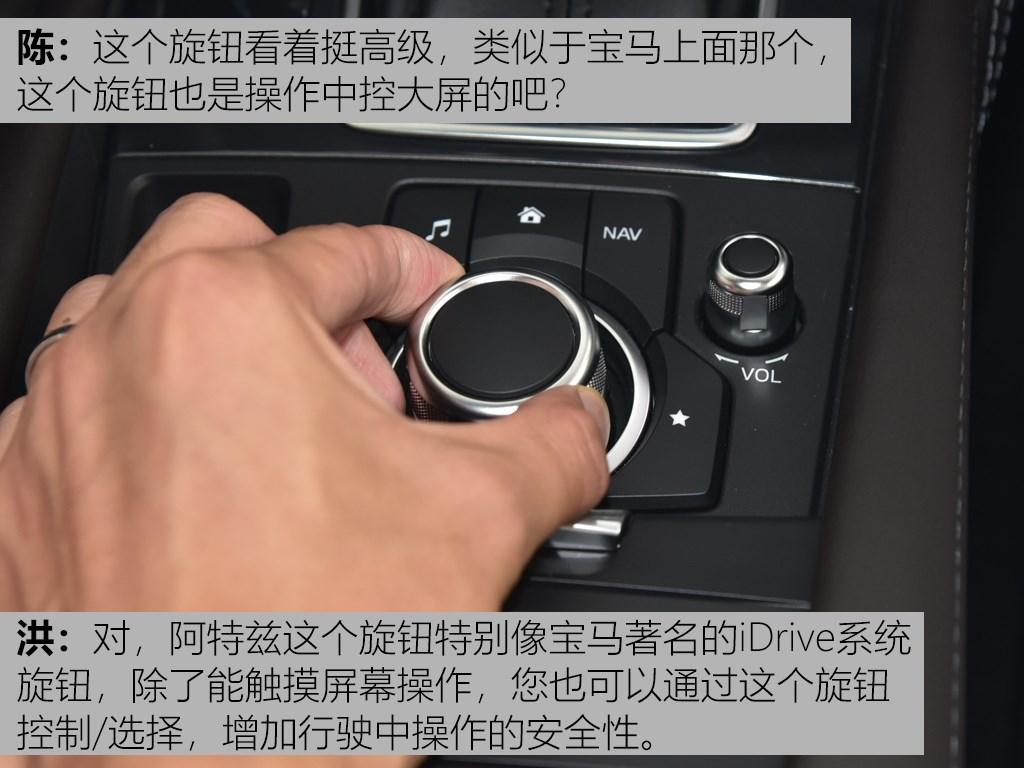 陈：这个旋钮看着挺高级，类似于宝马上面那个，
这个旋钮也是操作中控大屏的吧？
NAV
VOL
洪：对，阿特兹这个旋钮特别像宝马著名的iDrive系统
旋钮，除了能触摸屏幕操作，您也可以通过这个旋钮
控制/选择，增加行驶中操作的安全性。